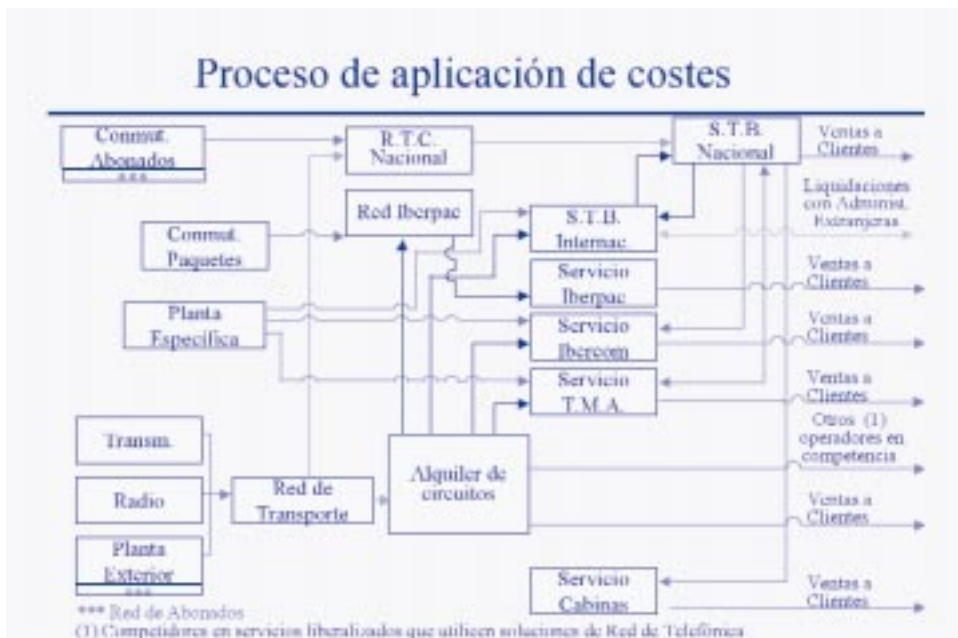 Proceso de aplicación de costes
Conmut.
Abonados
***
R.T.C.
Nacional
S.T.B.
Nacional
Ventas a
Clientes
Liquidaciones
con Administ.
Extranjeras
Red Iberpac
S.T.B.
Internac.
Conmut.
Paquetes
Servicio
Iberpac
Ventas a
Clientes
Planta
Específica
Servicio
Ibercom
Ventas a
Clientes
Servicio
T.M.A.
Ventas a
Clientes
Otros (1)
operadores en
competencia
Transm.
Alquiler de
circuitos
Radio
Red de
Transporte
Ventas a
Clientes
Planta
Exterior
***
Servicio
Cabinas
Ventas a
Clientes
*** Red de Abonados
(1) Competidores en servicios liberalizados que utilicen soluciones de Red de Telefónica